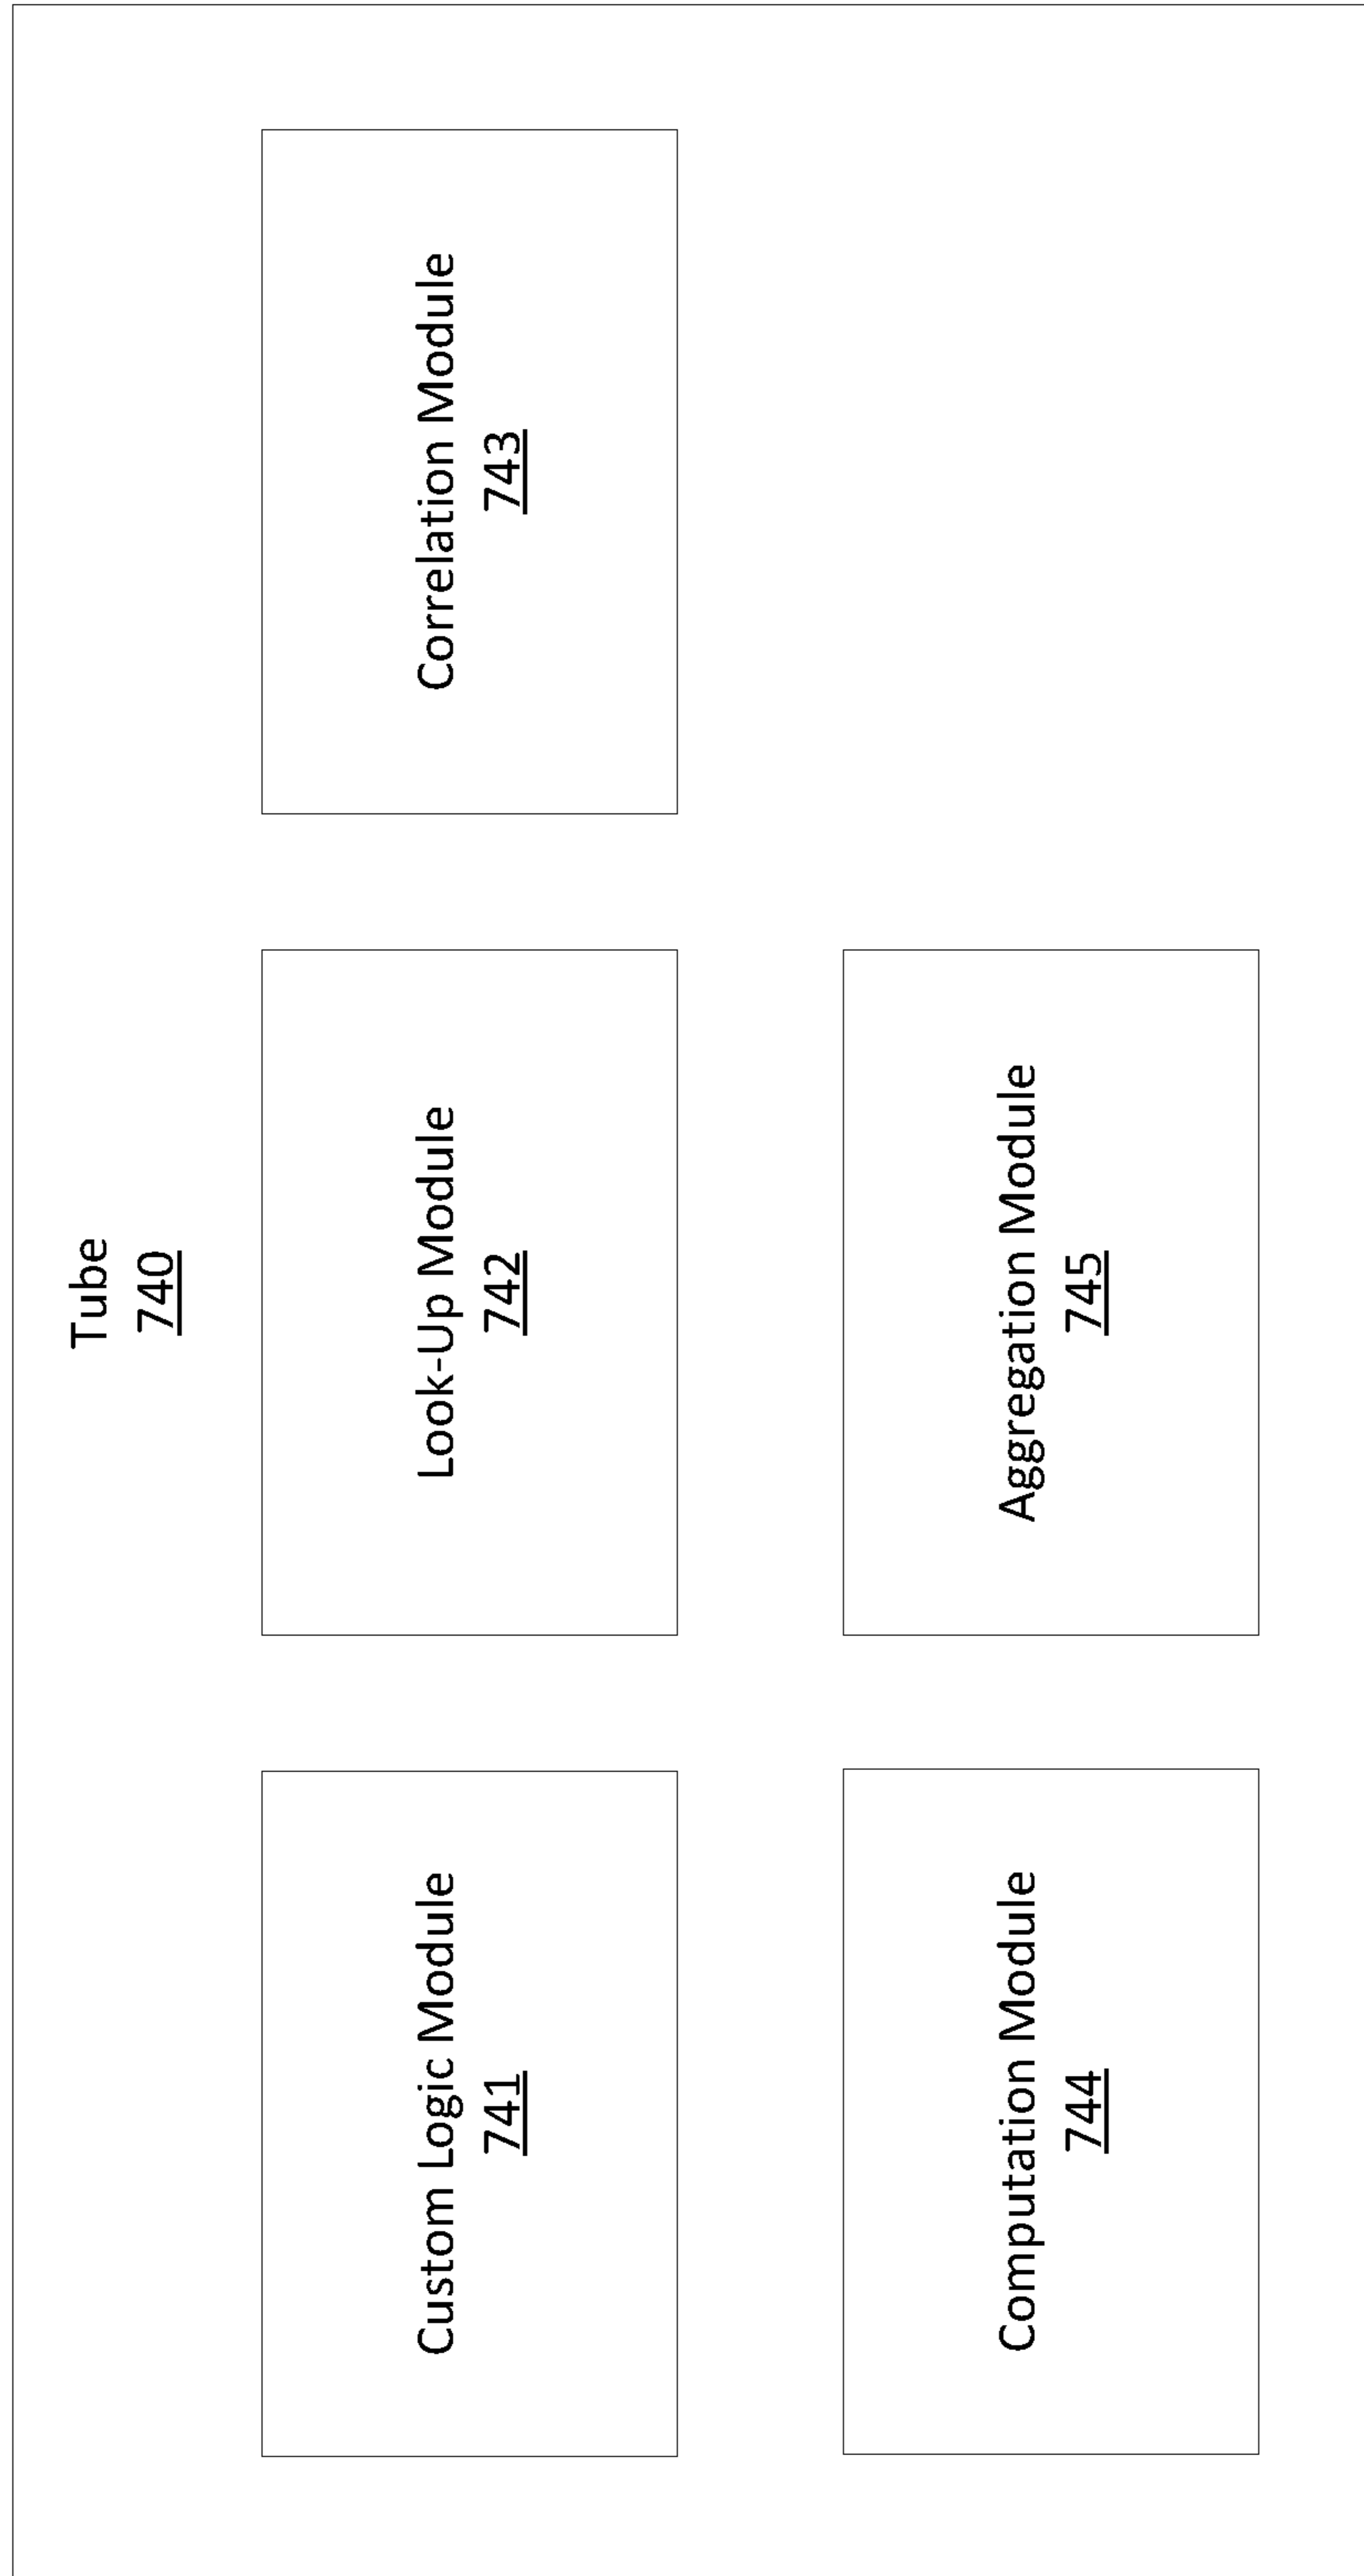 Tube
740
Custom Logic Module
741
Look-Up Module
742
Correlation Module
743
Computation Module
744
Aggregation Module
745